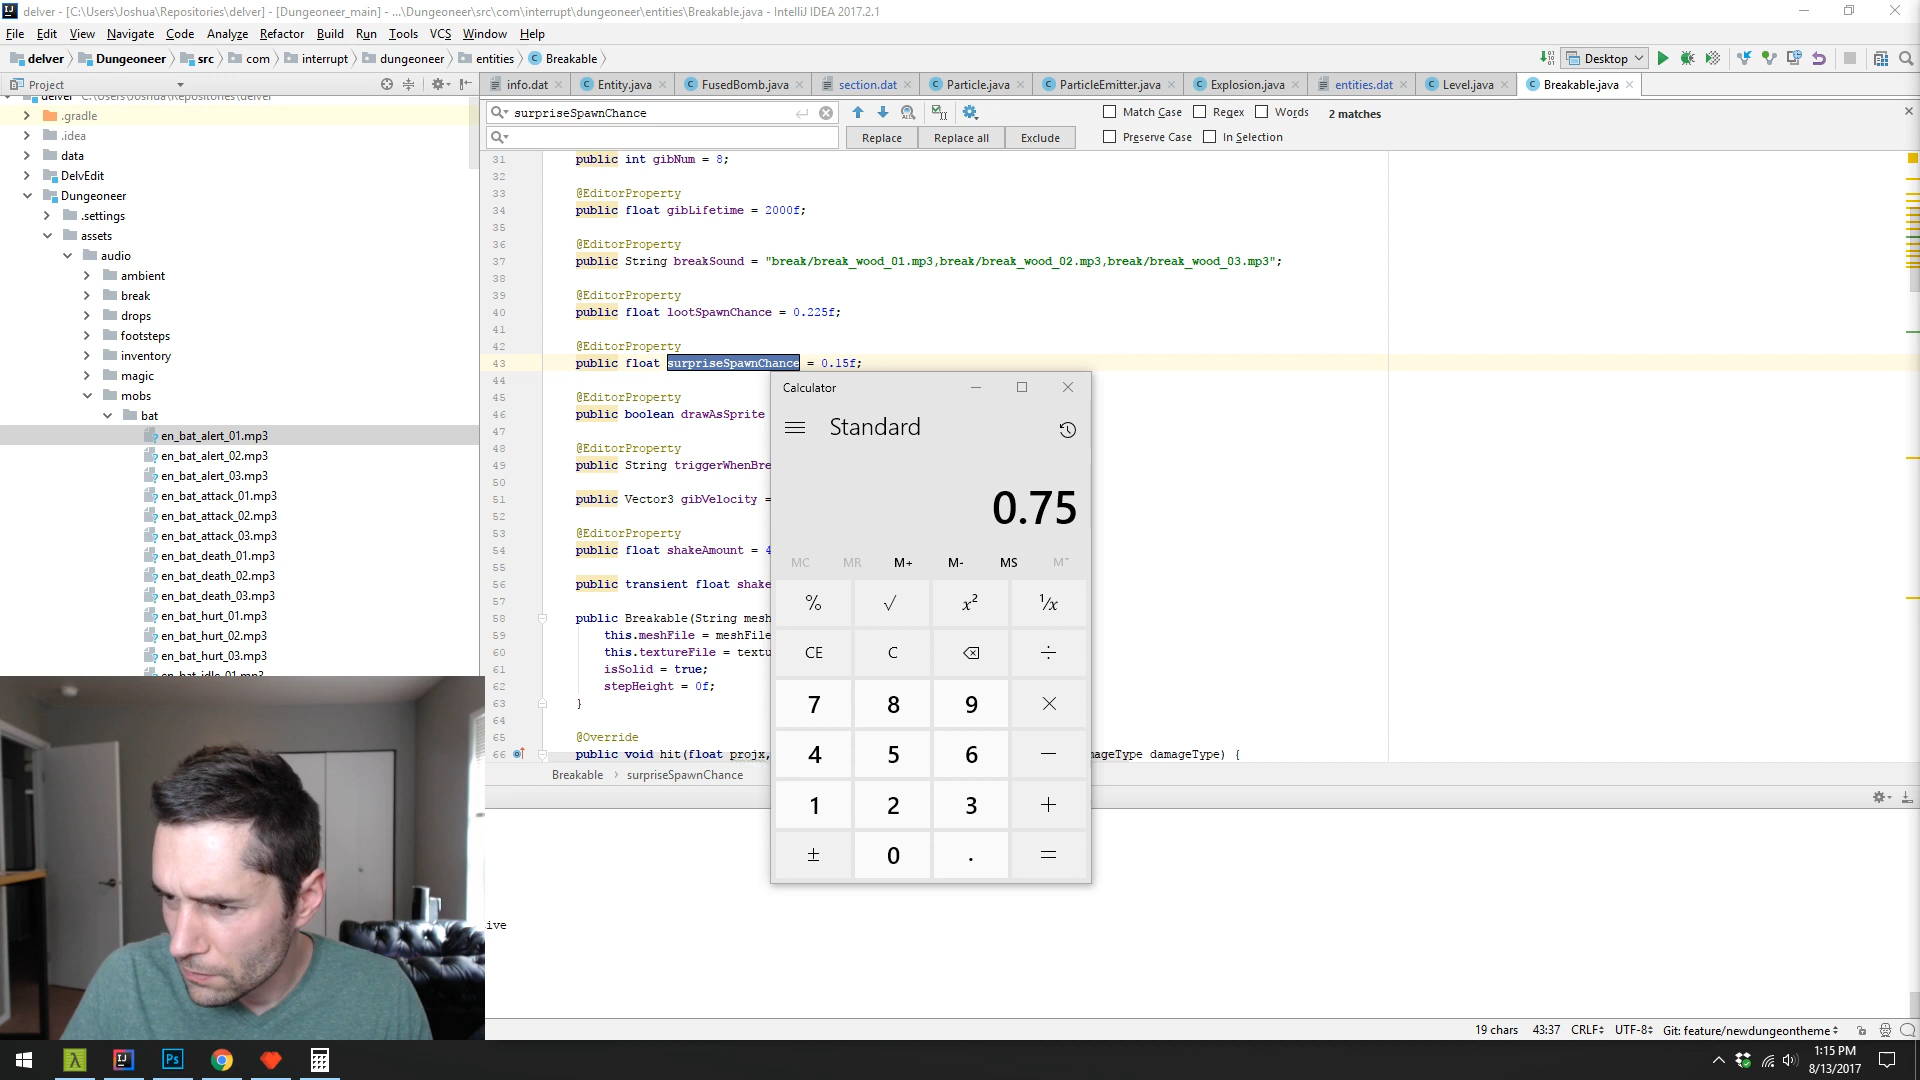 delver - [C:\Users\Joshua\Repositories\delver] - [Dungeoneer_main] - ...\Dungeoneer\src\com\interrupt\dungeoneer\entities\Breakable.java - IntelliJ IDEA 2017.2.1
File Edit View Navigate Code Analyze Refactor Build Run Tools VCS Window Help
delver Dungeoneer src com interrupt dungeoneer entities Breakable
Desktop
Project
info.dat Entity.java FusedBomb.java section.dat Particle.java ParticleEmitter.java Explosion.java entities.dat Level.java Breakable.java
delver C:\Users\Joshua\Repositories\delver
surpriseSpawnChance
Match Case Regex Words 2 matches
Replace Replace all Exclude
Preserve Case In Selection
.gradle
.idea
data
DelvEdit
Dungeoneer
.settings
assets
audio
ambient
break
drops
footsteps
inventory
magic
mobs
bat
en_bat_alert_01.mp3
en_bat_alert_02.mp3
en_bat_alert_03.mp3
en_bat_attack_01.mp3
en_bat_attack_02.mp3
en_bat_attack_03.mp3
en_bat_death_01.mp3
en_bat_death_02.mp3
en_bat_death_03.mp3
en_bat_hurt_01.mp3
en_bat_hurt_02.mp3
en_bat_hurt_03.mp3
en_bat_idle_01.mp3
31 public int gibNum = 8;
32
33 @EditorProperty
34 public float gibLifetime = 2000f;
35
36 @EditorProperty
37 public String breakSound = "break/break_wood_01.mp3,break/break_wood_02.mp3,break/break_wood_03.mp3";
38
39 @EditorProperty
40 public float lootSpawnChance = 0.225f;
41
42 @EditorProperty
43 public float surpriseSpawnChance = 0.15f;
44
45 @EditorProperty
46 public boolean drawAsSprite
47
48 @EditorProperty
49 public String triggerWhenBre
50
51 public Vector3 gibVelocity =
52
53 @EditorProperty
54 public float shakeAmount = 4
55
56 public transient float shake
57
58 public Breakable(String mesh
59 this.meshFile = meshFile
60 this.textureFile = textu
61 isSolid = true;
62 stepHeight = 0f;
63 }
64
65 @Override
66 public void hit(float projx, mageType damageType) {
Breakable surpriseSpawnChance
Calculator
Standard
0.75
MC MR M+ M- MS M
% √ x² ¹/x
CE C ÷
7 8 9 ×
4 5 6 −
1 2 3 +
± 0 . =
ive
19 chars 43:37 CRLF UTF-8 Git: feature/newdungeontheme
λ IJ Ps
1:15 PM
8/13/2017